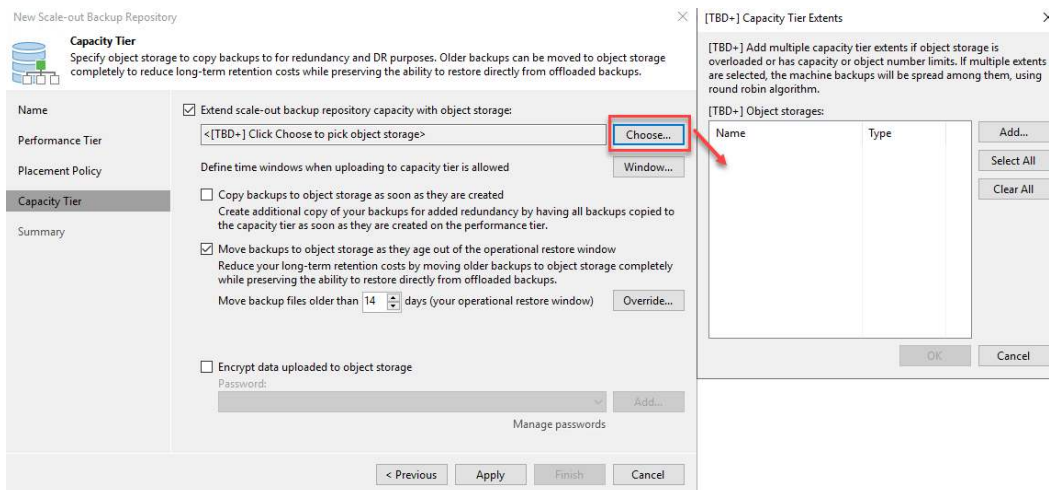 New Scale-out Backup Repository
Capacity Tier
Specify object storage to copy backups to for redundancy and DR purposes. Older backups can be moved to object storage
completely to reduce long-term retention costs while preserving the ability to restore directly from offloaded backups.
Name
Performance Tier
Placement Policy
Capacity Tier
Summary
Extend scale-out backup repository capacity with object storage:
<[TBD+] Click Choose to pick object storage>
Choose...
Define time windows when uploading to capacity tier is allowed
Window...
Copy backups to object storage as soon as they are created
Create additional copy of your backups for added redundancy by having all backups copied to
the capacity tier as soon as they are created on the performance tier.
Move backups to object storage as they age out of the operational restore window
Reduce your long-term retention costs by moving older backups to object storage completely
while preserving the ability to restore directly from offloaded backups.
Move backup files older than 14 days (your operational restore window)
Override...
Encrypt data uploaded to object storage
Password:
Add...
Manage passwords
< Previous
Apply
Finish
Cancel
[TBD+] Capacity Tier Extents
[TBD+] Add multiple capacity tier extents if object storage is
overloaded or has capacity or object number limits. If multiple extents
are selected, the machine backups will be spread among them, using
round robin algorithm.
[TBD+] Object storages:
Name Type
Add...
Select All
Clear All
OK
Cancel